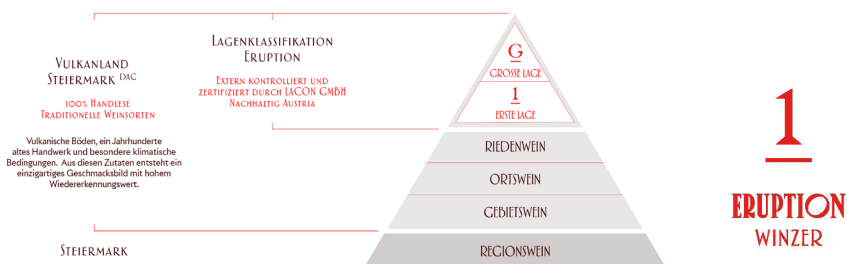 Vulkanland
Steiermark DAC
100% Handlese
Traditionelle Weinsorten
Vulkanische Böden, ein Jahrhunderte
altes Handwerk und besondere klimatische
Bedingungen. Aus diesen Zutaten entsteht ein
einzigartiges Geschmacksbild mit hohem
Wiedererkennungswert.
Steiermark
Lagenklassifikation
Eruption
Extern kontrolliert und
zertifiziert durch LACON GMBH
Nachhaltig Austria
G
GROSSE LAGE
1
ERSTE LAGE
RIEDENWEIN
ORTSWEIN
GEBIETSWEIN
REGIONSWEIN
1
ERUPTION
WINZER